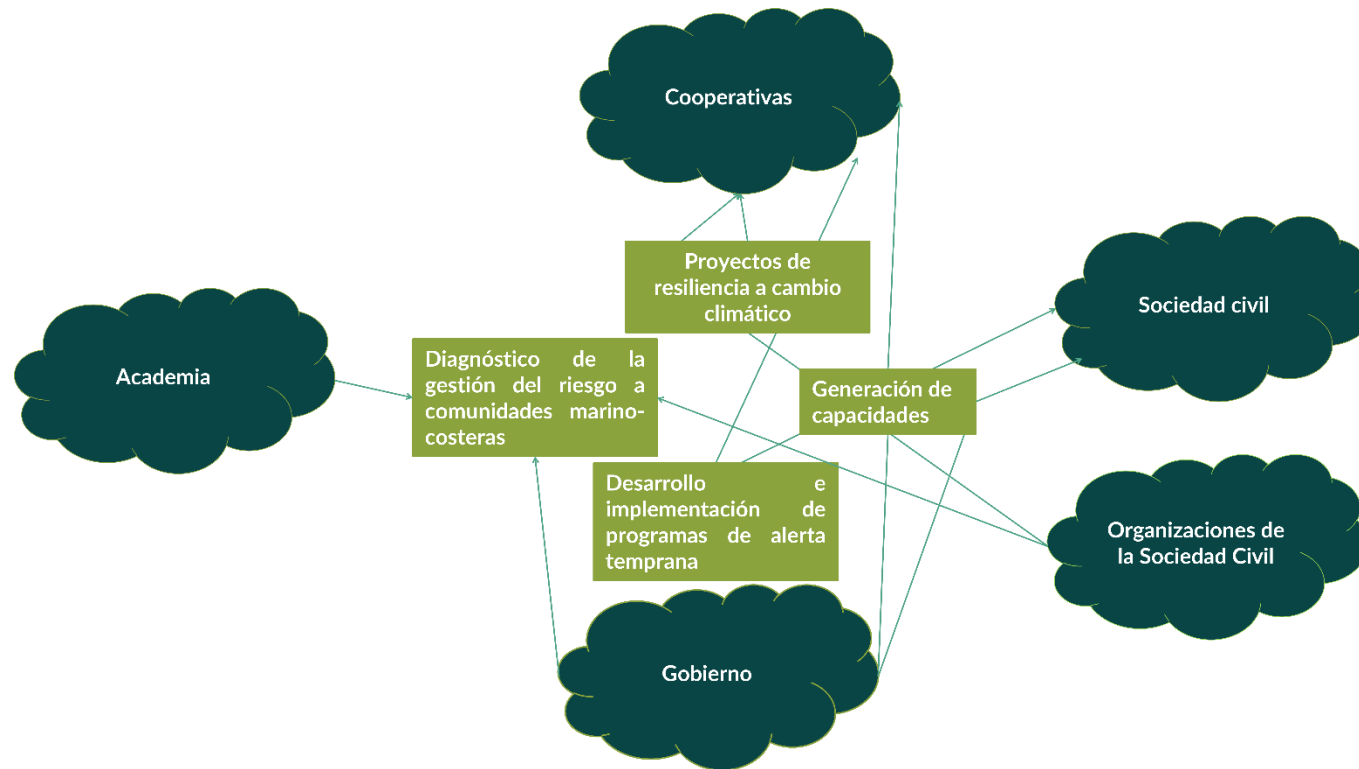 Cooperativas
Proyectos de
resiliencia a cambio
climático
Sociedad civil
Academia
Diagnóstico de la
gestión del riesgo a
comunidades marino-
costeras
Generación de
capacidades
Desarrollo e
implementación de
programas de alerta
temprana
Organizaciones de
la Sociedad Civil
Gobierno